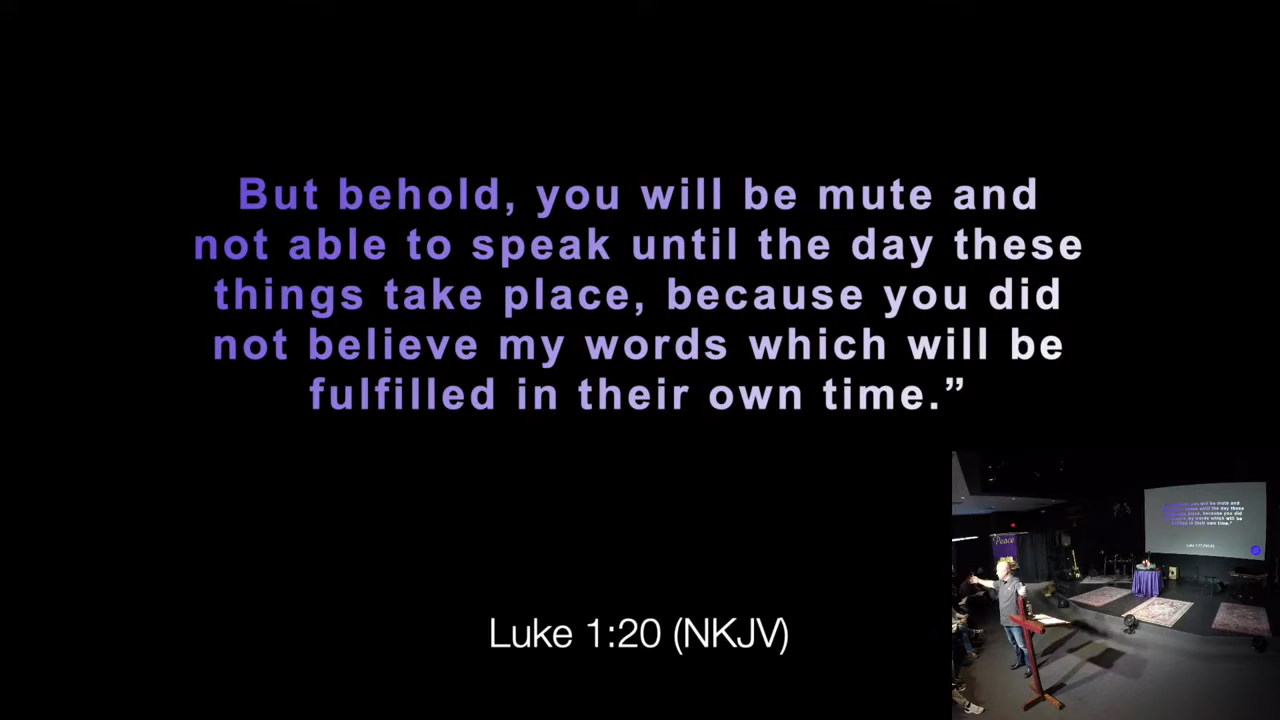 But behold, you will be mute and
not able to speak until the day these
things take place, because you did
not believe my words which will be
fulfilled in their own time.”
Luke 1:20 (NKJV)
Peace